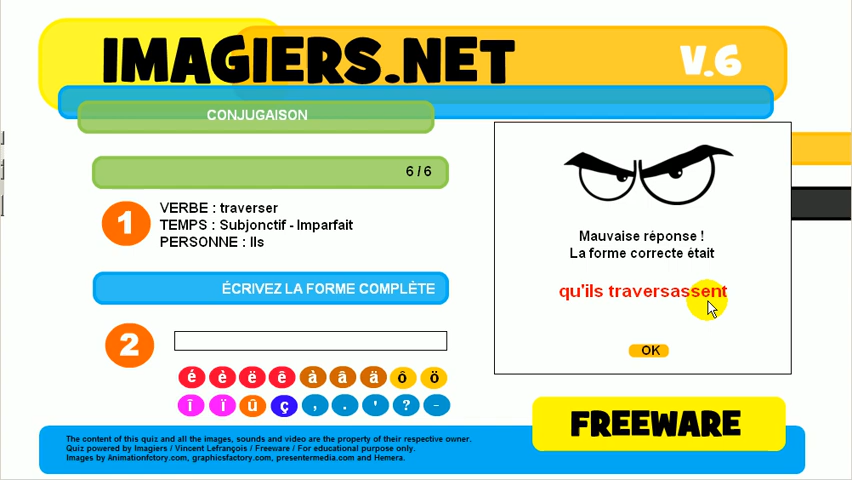 IMAGIERS.NET
V.6
CONJUGAISON
6 / 6
1
VERBE : traverser
TEMPS : Subjonctif - Imparfait
PERSONNE : Ils
ÉCRIVEZ LA FORME COMPLÈTE
2
é è ë ê à â ä ô ö
î ï û ç , . ' ? -
Mauvaise réponse !
La forme correcte était
qu'ils traversassent
OK
FREEWARE
The content of this quiz and all the images, sounds and video are the property of their respective owner.
Quiz powered by Imagiers / Vincent Lefrançois / Freeware / For educational purpose only.
Images by Animationfctory.com, graphicsfactory.com, presentermedia.com and Hemera.